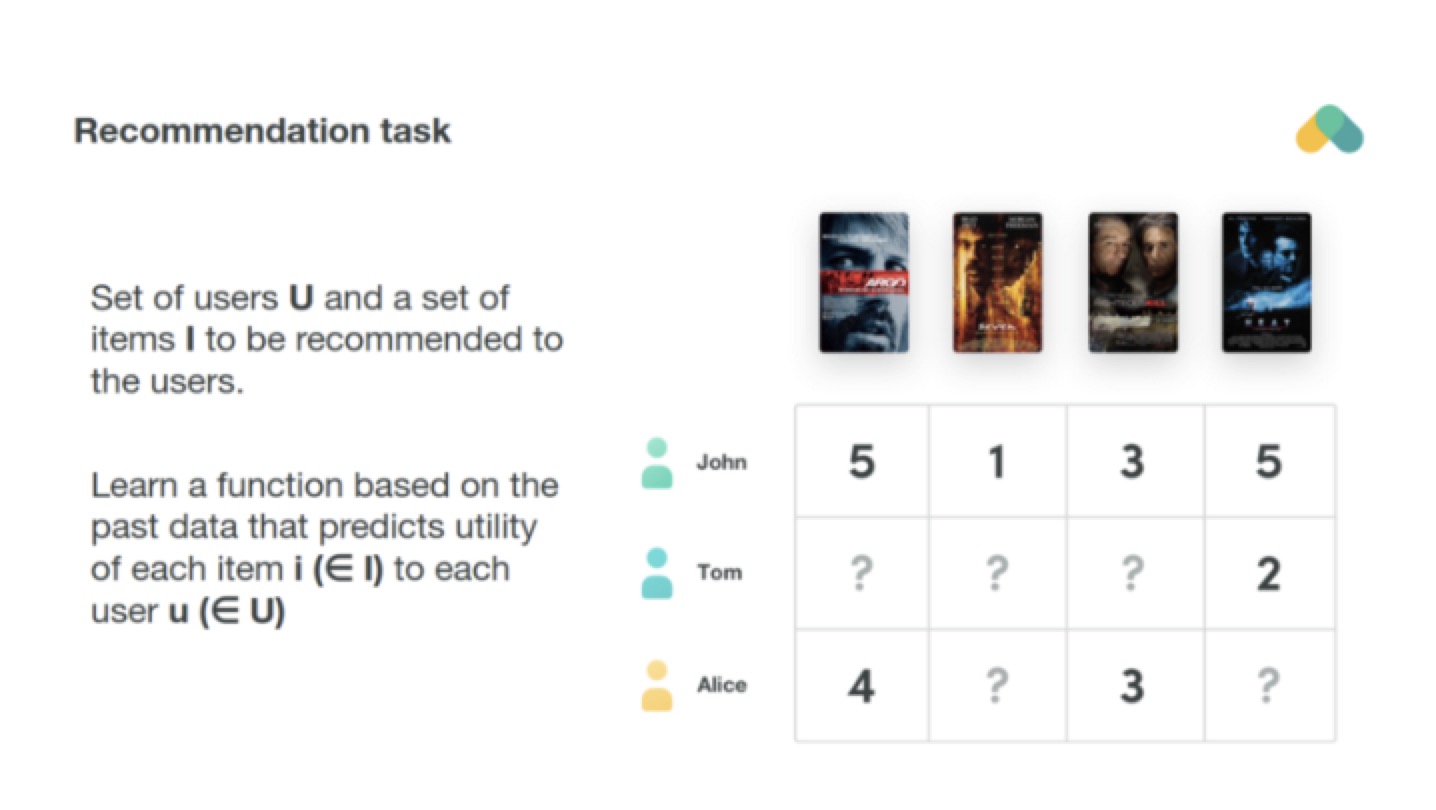 Recommendation task
Set of users U and a set of
items I to be recommended to
the users.
Learn a function based on the
past data that predicts utility
of each item i (∈ I) to each
user u (∈ U)
ARGO
SEVEN
HEAT
John 5 1 3 5
Tom ? ? ? 2
Alice 4 ? 3 ?